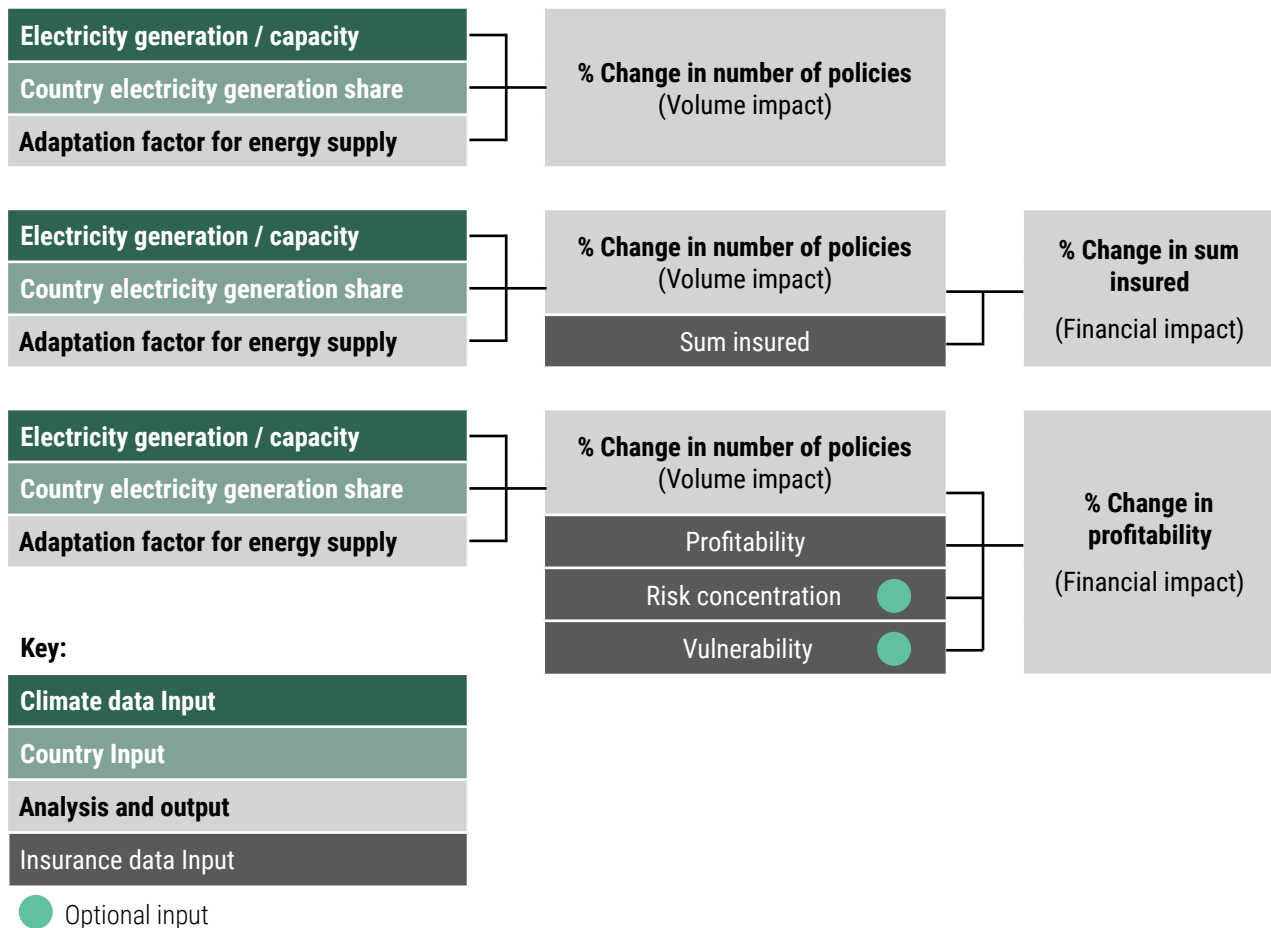 Electricity generation / capacity
Country electricity generation share
Adaptation factor for energy supply
% Change in number of policies
(Volume impact)
Electricity generation / capacity
Country electricity generation share
Adaptation factor for energy supply
% Change in number of policies
(Volume impact)
Sum insured
% Change in sum
insured
(Financial impact)
Electricity generation / capacity
Country electricity generation share
Adaptation factor for energy supply
% Change in number of policies
(Volume impact)
Profitability
Risk concentration
Vulnerability
% Change in
profitability
(Financial impact)
Key:
Climate data Input
Country Input
Analysis and output
Insurance data Input
Optional input